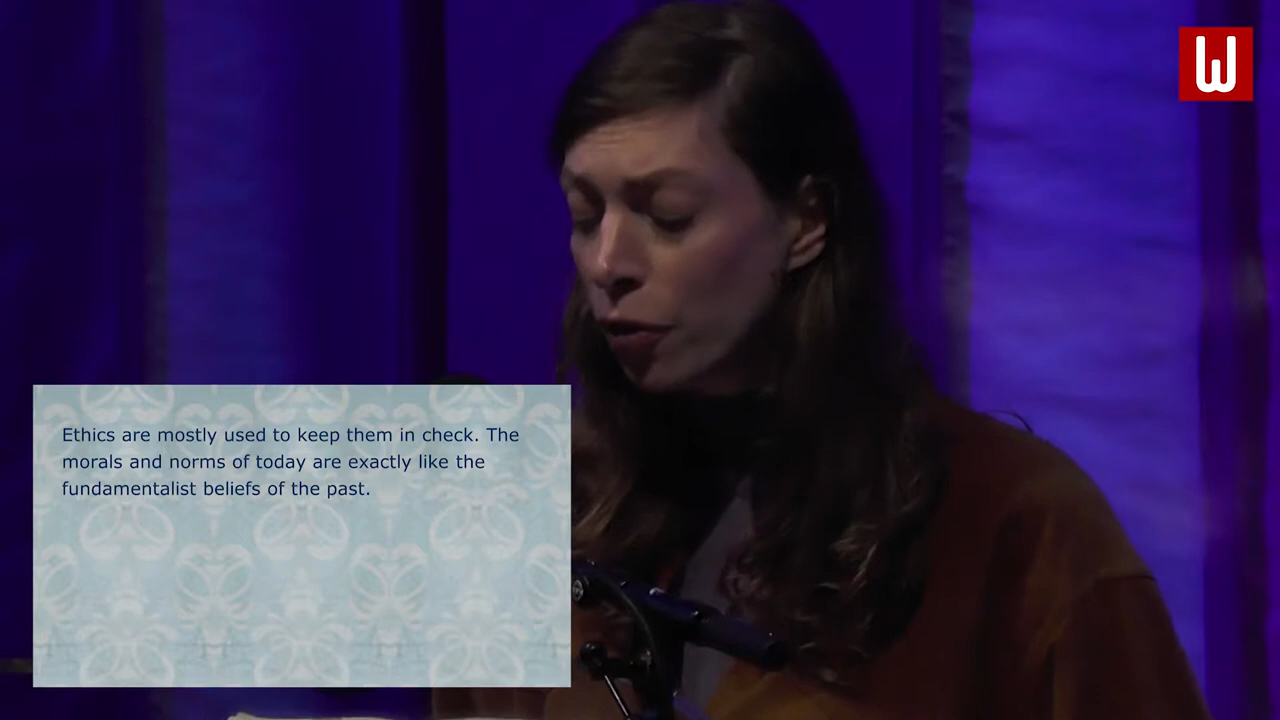 W
Ethics are mostly used to keep them in check. The
morals and norms of today are exactly like the
fundamentalist beliefs of the past.